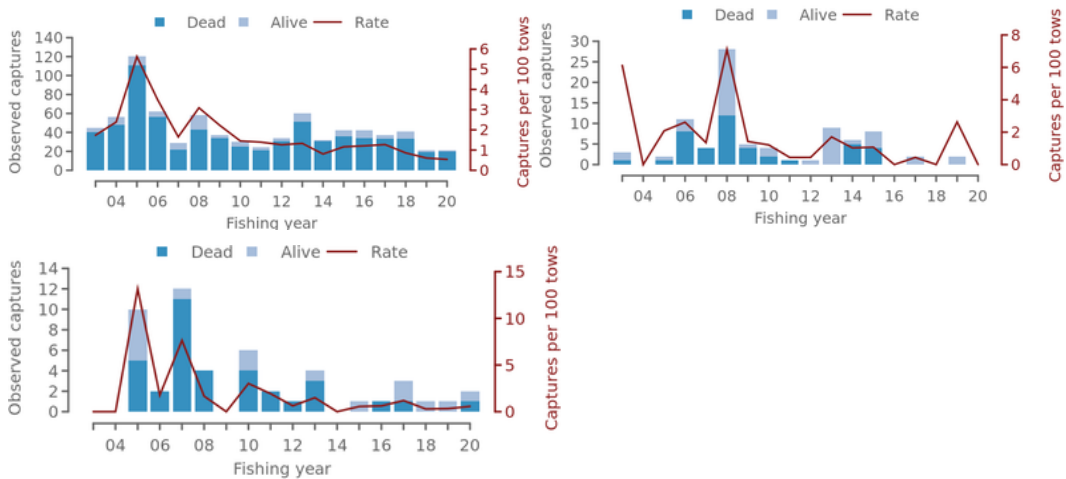 Dead Alive Rate
Observed captures
140
120
100
80
60
40
20
0
6
5
4
3
2
1
0
Captures per 100 tows
04 06 08 10 12 14 16 18 20
Fishing year
Dead Alive Rate
Observed captures
30
25
20
15
10
5
0
8
6
4
2
0
Captures per 100 tows
04 06 08 10 12 14 16 18 20
Fishing year
Dead Alive Rate
Observed captures
14
12
10
8
6
4
2
0
15
10
5
0
Captures per 100 tows
04 06 08 10 12 14 16 18 20
Fishing year